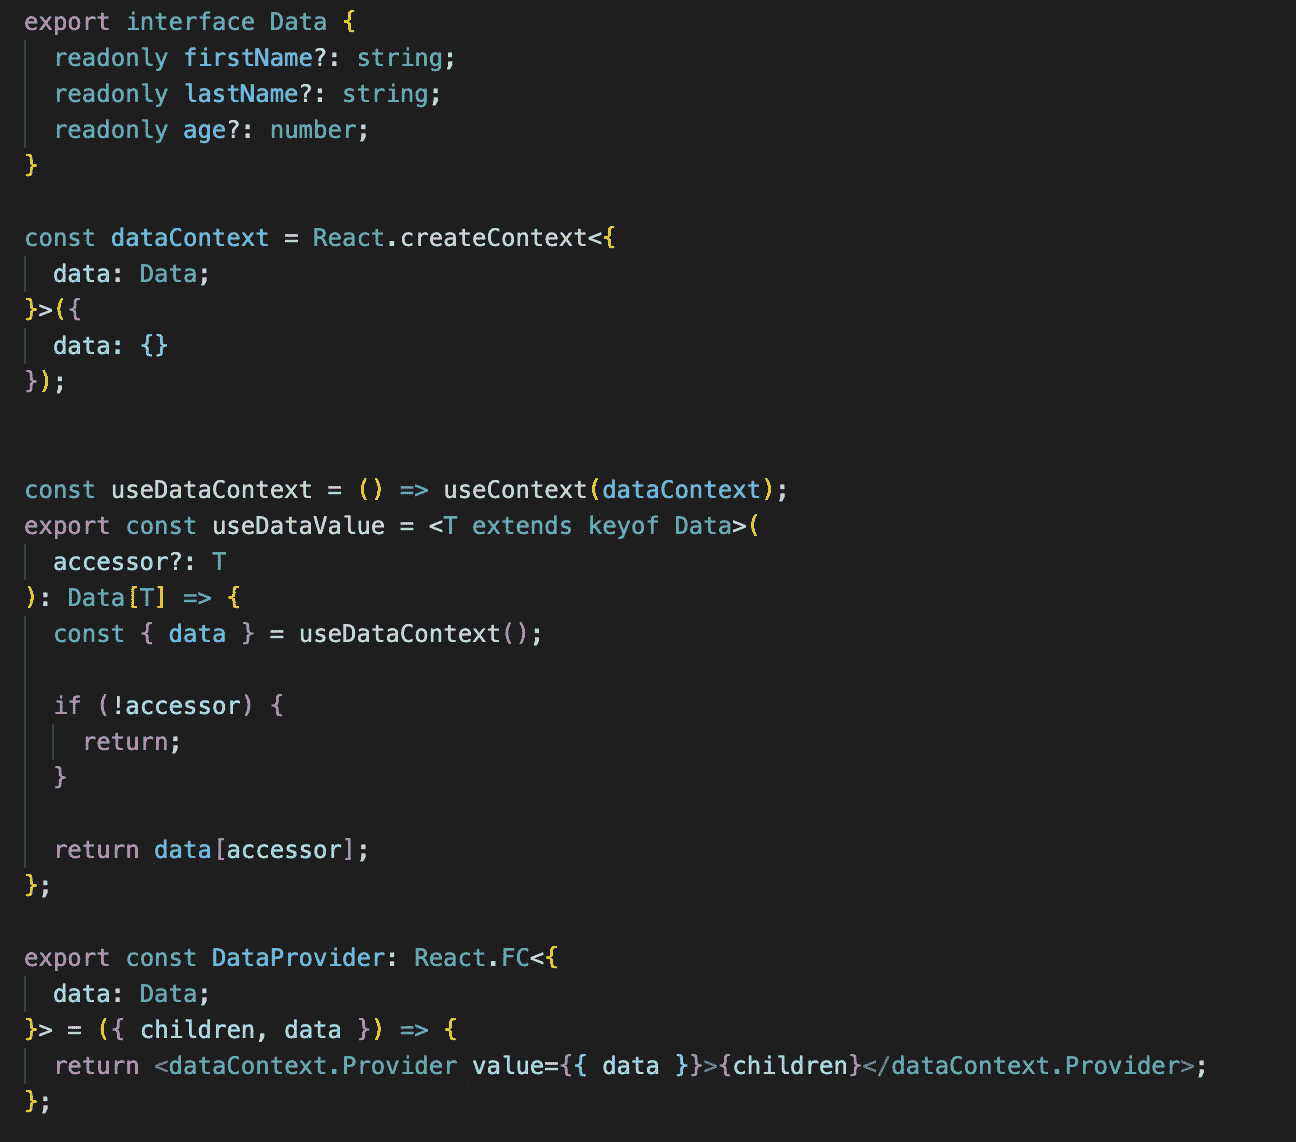 export interface Data {
readonly firstName?: string;
readonly lastName?: string;
readonly age?: number;
}
const dataContext = React.createContext<{
data: Data;
}>({
data: {}
});
const useDataContext = () => useContext(dataContext);
export const useDataValue = <T extends keyof Data>(
accessor?: T
): Data[T] => {
const { data } = useDataContext();
if (!accessor) {
return;
}
return data[accessor];
};
export const DataProvider: React.FC<{
data: Data;
}> = ({ children, data }) => {
return <dataContext.Provider value={{ data }}>{children}</dataContext.Provider>;
};